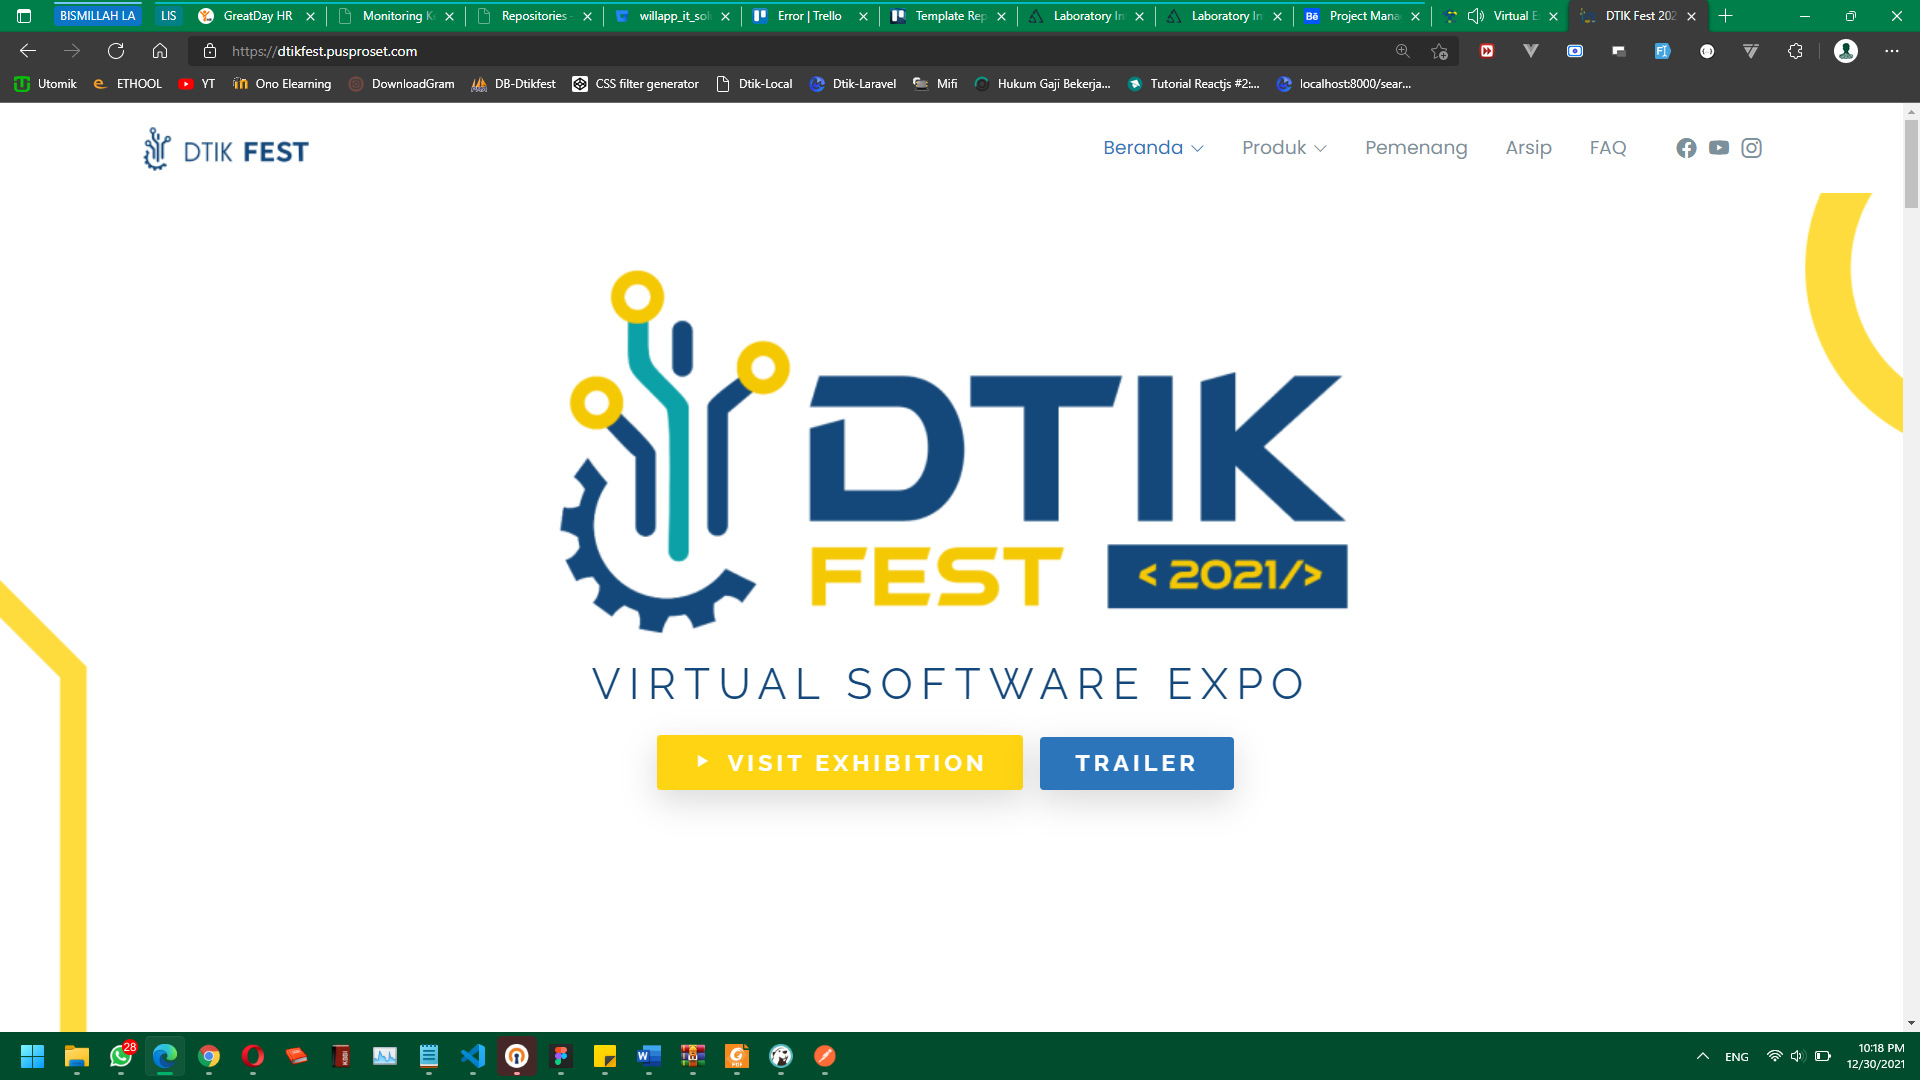 BISMILLAH LA
LIS
GreatDay HR
Monitoring K
Repositories
willapp_it_sol
Error | Trello
Template Rep
Laboratory In
Laboratory In
Project Mana
Virtual E
DTIK Fest 202
https://dtikfest.pusproset.com
Utomik
ETHOOL
YT
Ono Elearning
DownloadGram
DB-Dtikfest
CSS filter generator
Dtik-Local
Dtik-Laravel
Mifi
Hukum Gaji Bekerja...
Tutorial Reactjs #2:...
localhost:8000/sear...
DTIK FEST
Beranda
Produk
Pemenang
Arsip
FAQ
DTIK
FEST
< 2021/>
VIRTUAL SOFTWARE EXPO
VISIT EXHIBITION
TRAILER
28
ENG
10:18 PM
12/30/2021